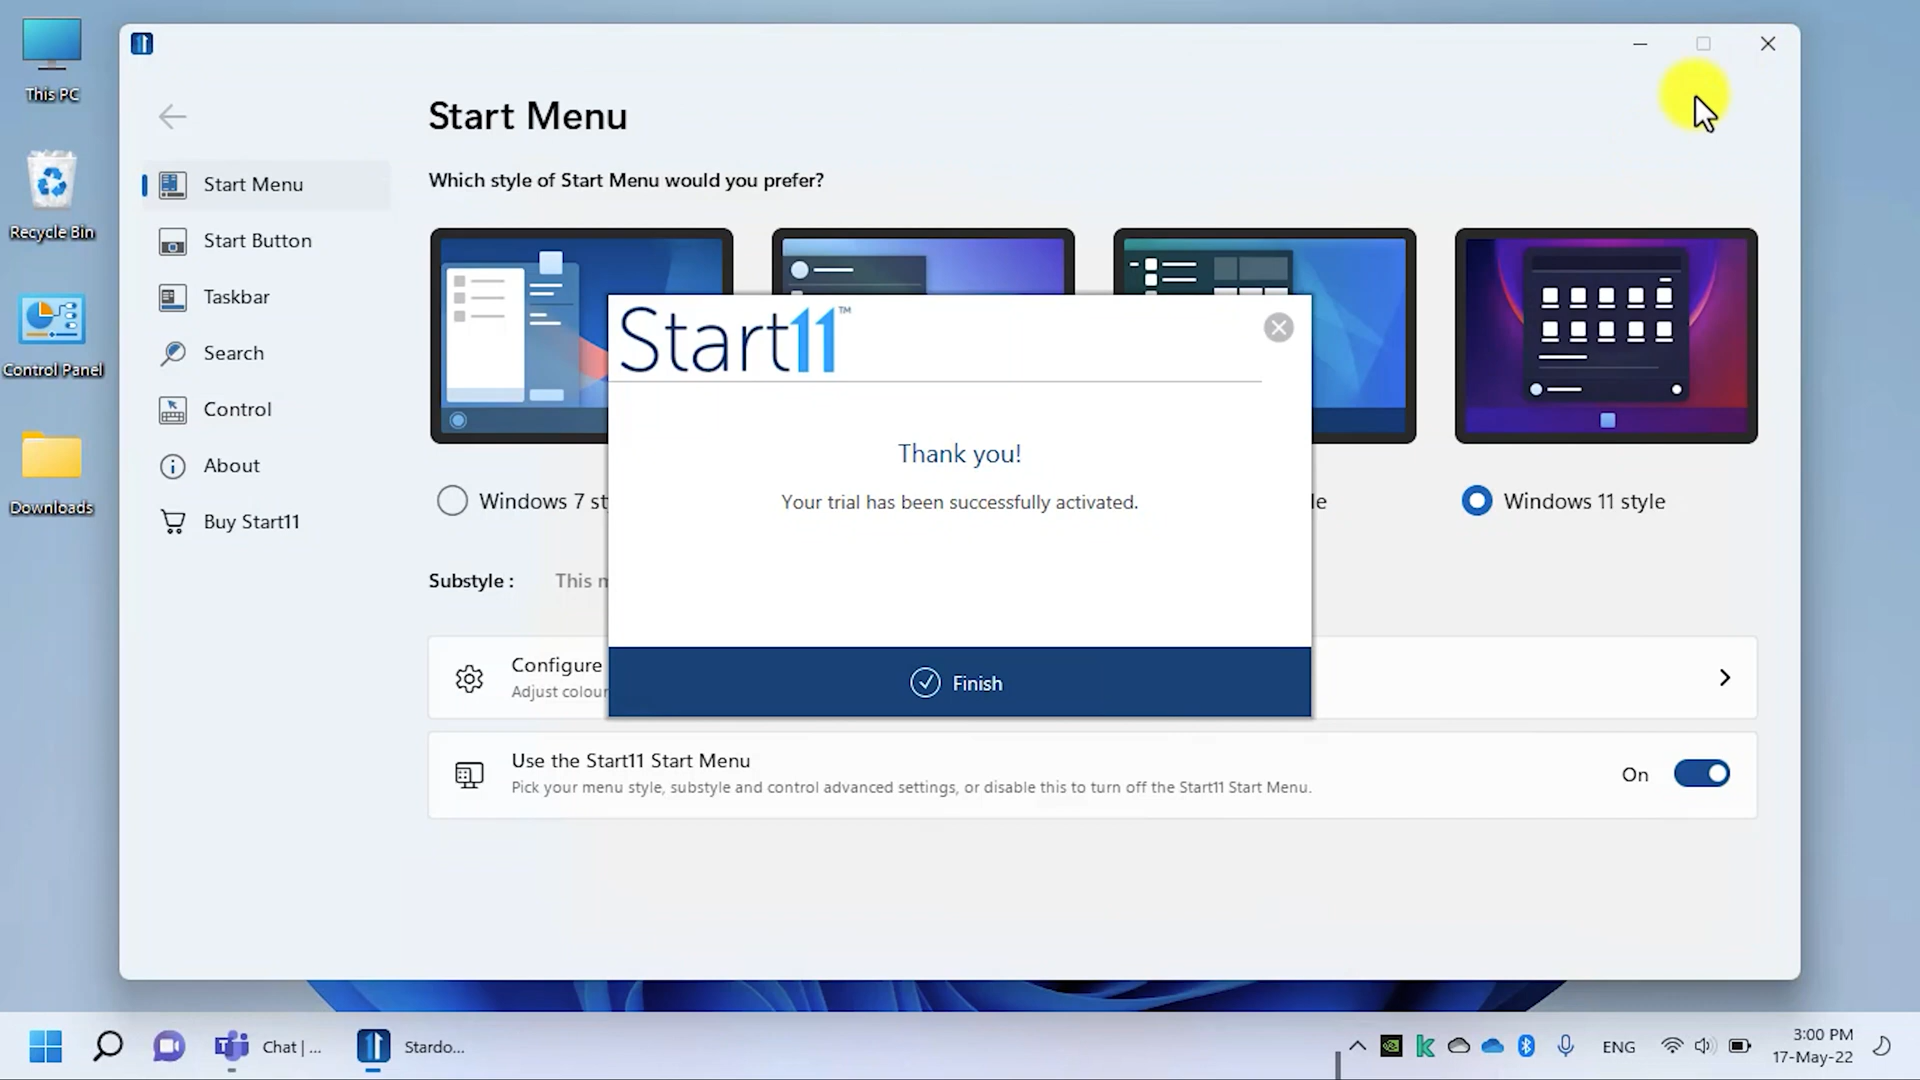 This PC
Recycle Bin
Control Panel
Downloads
Start Menu
Start Button
Taskbar
Search
Control
About
Buy Start11
Start Menu
Which style of Start Menu would you prefer?
Windows 7 st
le
Windows 11 style
Substyle :
This
Configure
Adjust colour
Use the Start11 Start Menu
Pick your menu style, substyle and control advanced settings, or disable this to turn off the Start11 Start Menu.
On
Start11™
Thank you!
Your trial has been successfully activated.
Finish
Chat | ...
Stardo...
ENG
3:00 PM
17-May-22